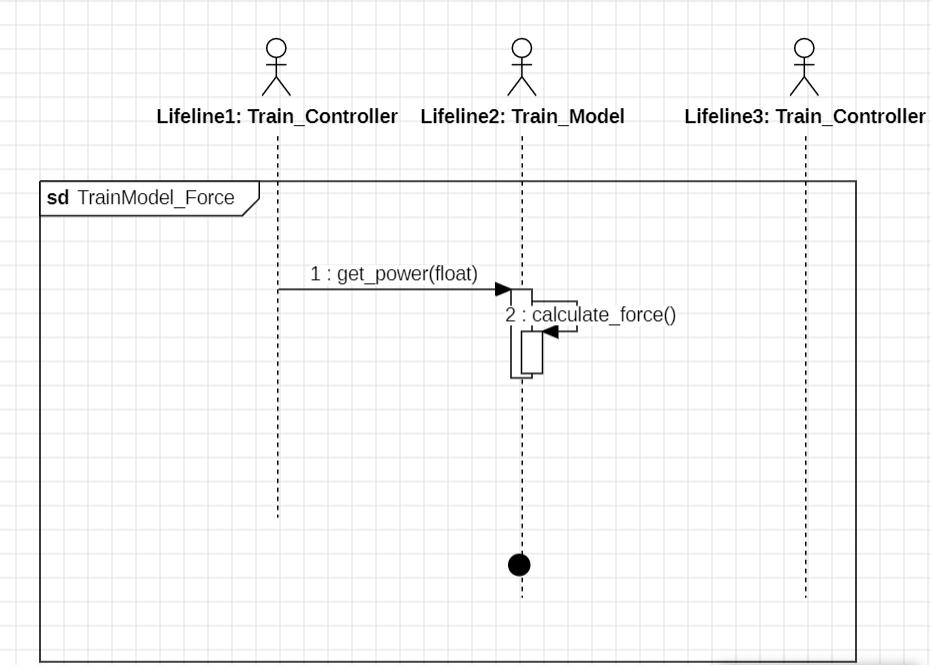 Lifeline1: Train_Controller
Lifeline2: Train_Model
Lifeline3: Train_Controller
sd TrainModel_Force
1 : get_power(float)
2 : calculate_force()